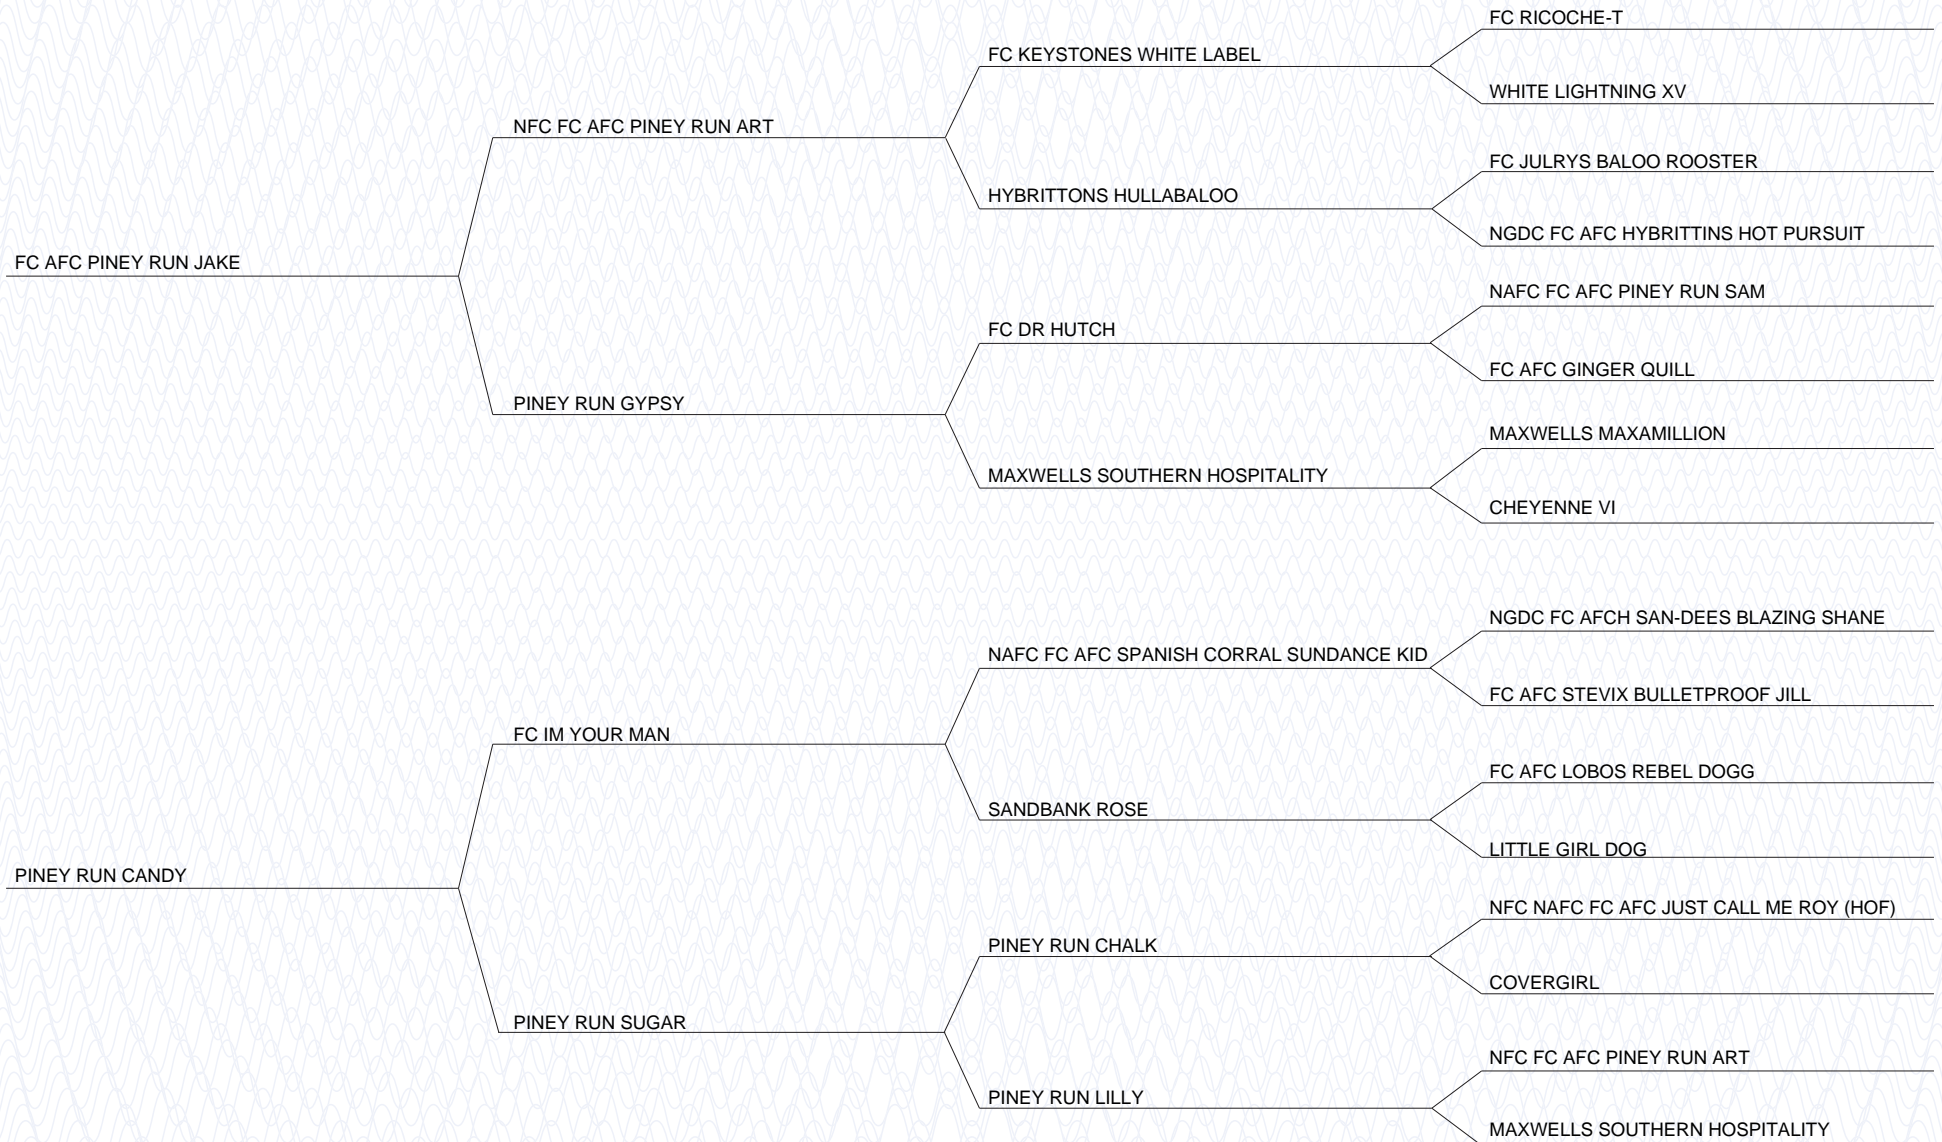 FC RICOCHE-T
FC KEYSTONES WHITE LABEL
WHITE LIGHTNING XV
NFC FC AFC PINEY RUN ART
FC JULRYS BALOO ROOSTER
HYBRITTONS HULLABALOO
NGDC FC AFC HYBRITTINS HOT PURSUIT
FC AFC PINEY RUN JAKE
NAFC FC AFC PINEY RUN SAM
FC DR HUTCH
FC AFC GINGER QUILL
PINEY RUN GYPSY
MAXWELLS MAXAMILLION
MAXWELLS SOUTHERN HOSPITALITY
CHEYENNE VI
NGDC FC AFCH SAN-DEES BLAZING SHANE
NAFC FC AFC SPANISH CORRAL SUNDANCE KID
FC AFC STEVIX BULLETPROOF JILL
FC IM YOUR MAN
FC AFC LOBOS REBEL DOGG
SANDBANK ROSE
LITTLE GIRL DOG
PINEY RUN CANDY
NFC NAFC FC AFC JUST CALL ME ROY (HOF)
PINEY RUN CHALK
COVERGIRL
PINEY RUN SUGAR
NFC FC AFC PINEY RUN ART
PINEY RUN LILLY
MAXWELLS SOUTHERN HOSPITALITY